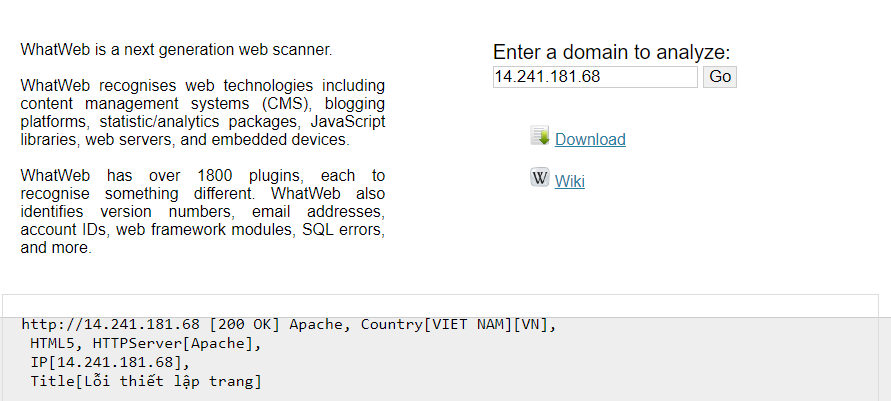 WhatWeb is a next generation web scanner.
WhatWeb recognises web technologies including
content management systems (CMS), blogging
platforms, statistic/analytics packages, JavaScript
libraries, web servers, and embedded devices.
WhatWeb has over 1800 plugins, each to
recognise something different. WhatWeb also
identifies version numbers, email addresses,
account IDs, web framework modules, SQL errors,
and more.
Enter a domain to analyze:
14.241.181.68 Go
Download
W Wiki
http://14.241.181.68 [200 OK] Apache, Country[VIET NAM][VN],
HTML5, HTTPServer[Apache],
IP[14.241.181.68],
Title[Lỗi thiết lập trang]